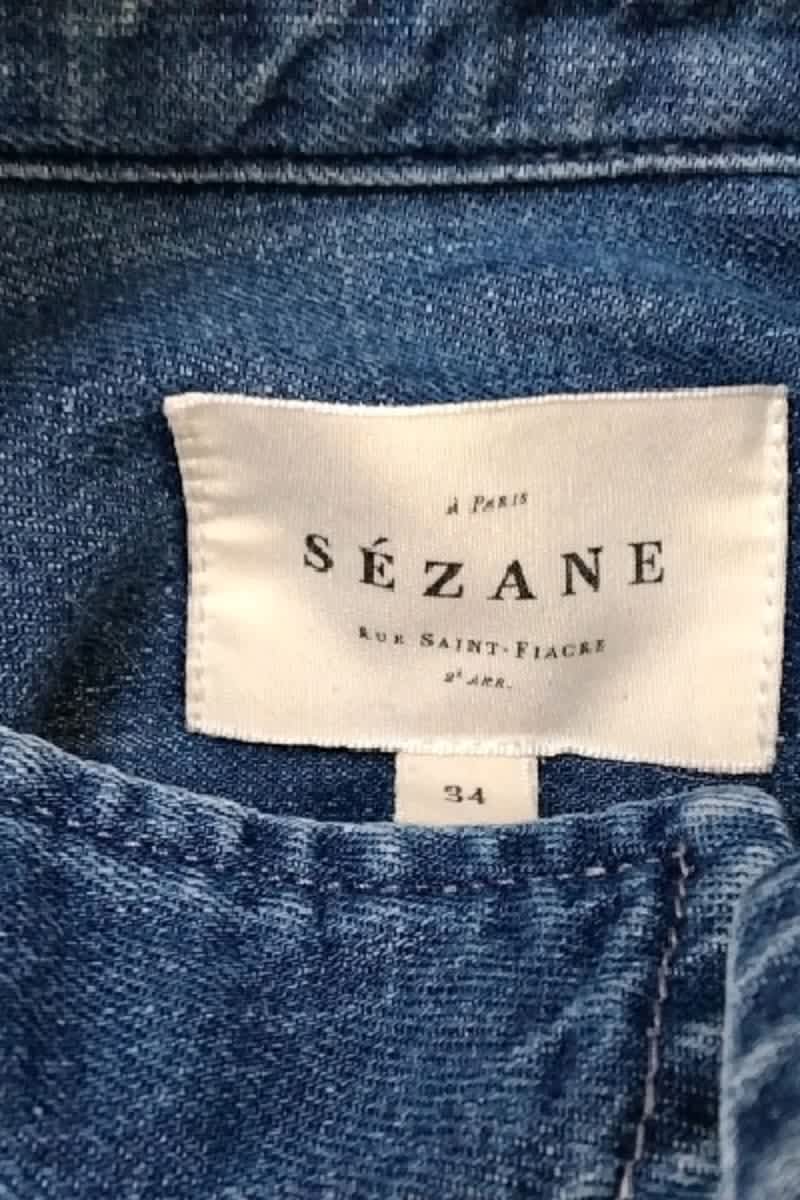 À PARIS
SÉZANE
RUE SAINT-FIACRE
2E ARR.
34